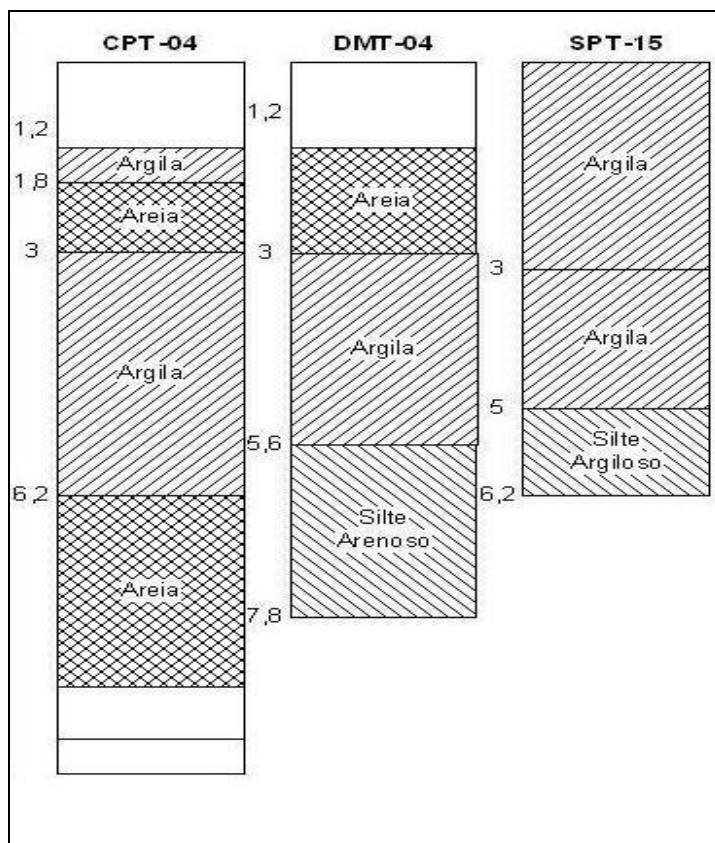 CPT-04
DMT-04
SPT-15
1,2
Argila
1,8
Areia
3
Argila
6,2
Areia
1,2
Areia
3
Argila
5,6
Silte
Arenoso
7,8
Argila
3
Argila
5
Silte
Argiloso
6,2